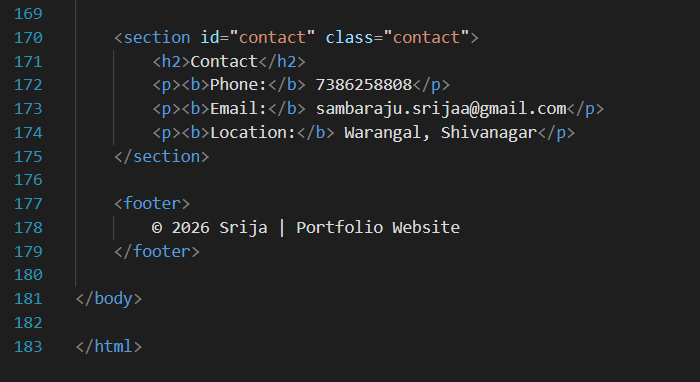 169
170 <section id="contact" class="contact">
171 <h2>Contact</h2>
172 <p><b>Phone:</b> 7386258808</p>
173 <p><b>Email:</b> sambaraju.srijaa@gmail.com</p>
174 <p><b>Location:</b> Warangal, Shivanagar</p>
175 </section>
176
177 <footer>
178 © 2026 Srija | Portfolio Website
179 </footer>
180
181 </body>
182
183 </html>